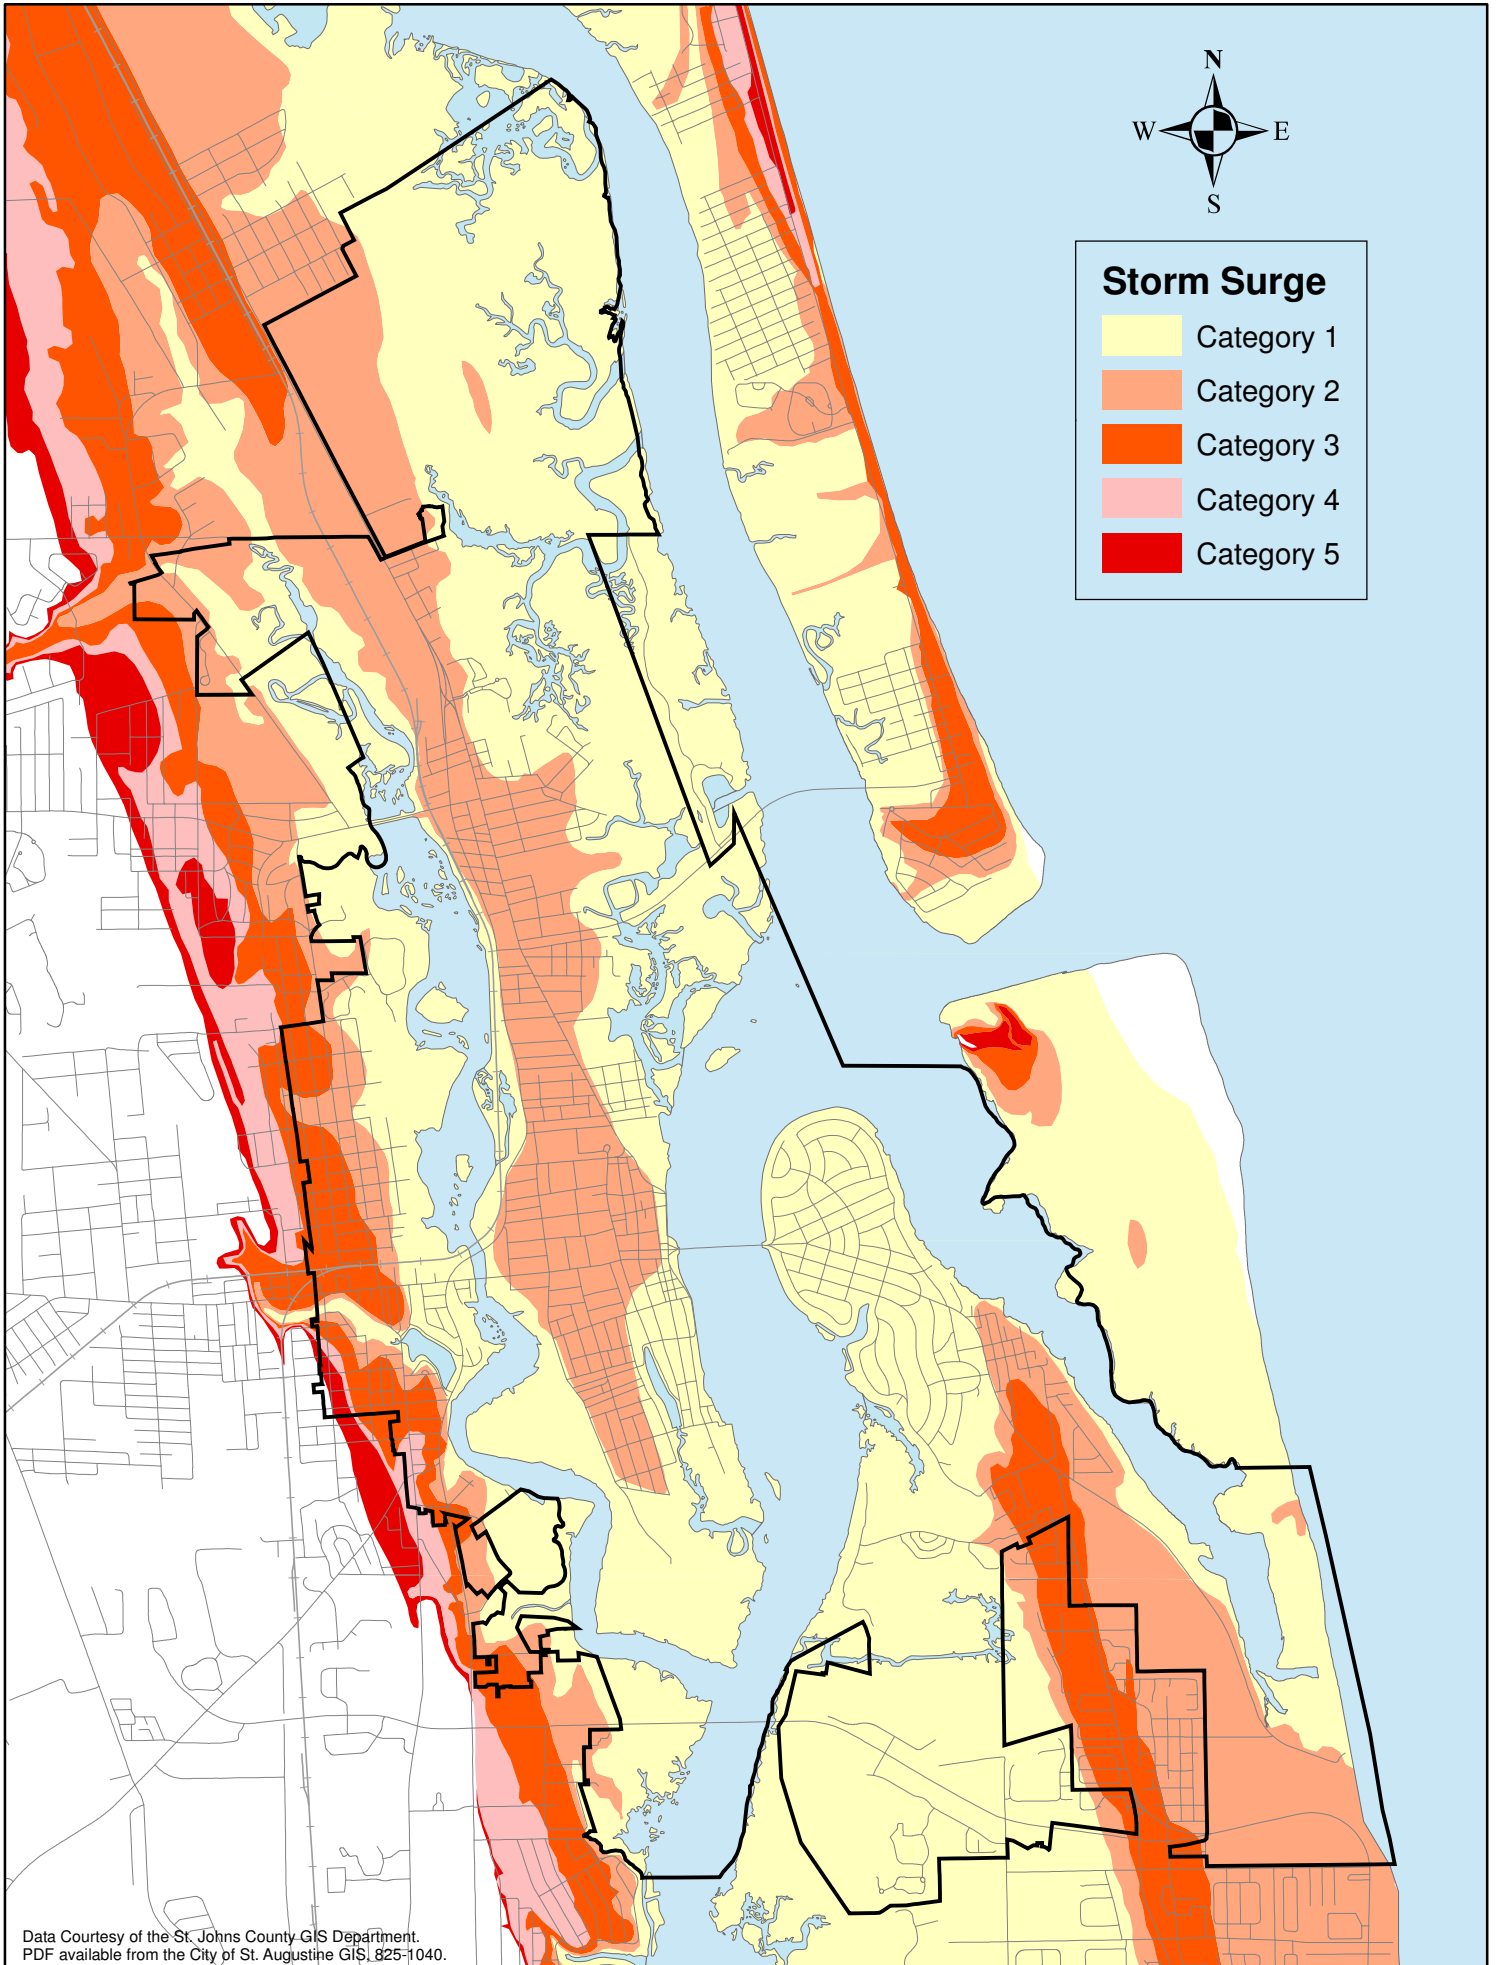 N
W E
S
Storm Surge
Category 1
Category 2
Category 3
Category 4
Category 5
Data Courtesy of the St. Johns County GIS Department.
PDF available from the City of St. Augustine GIS, 825-1040.